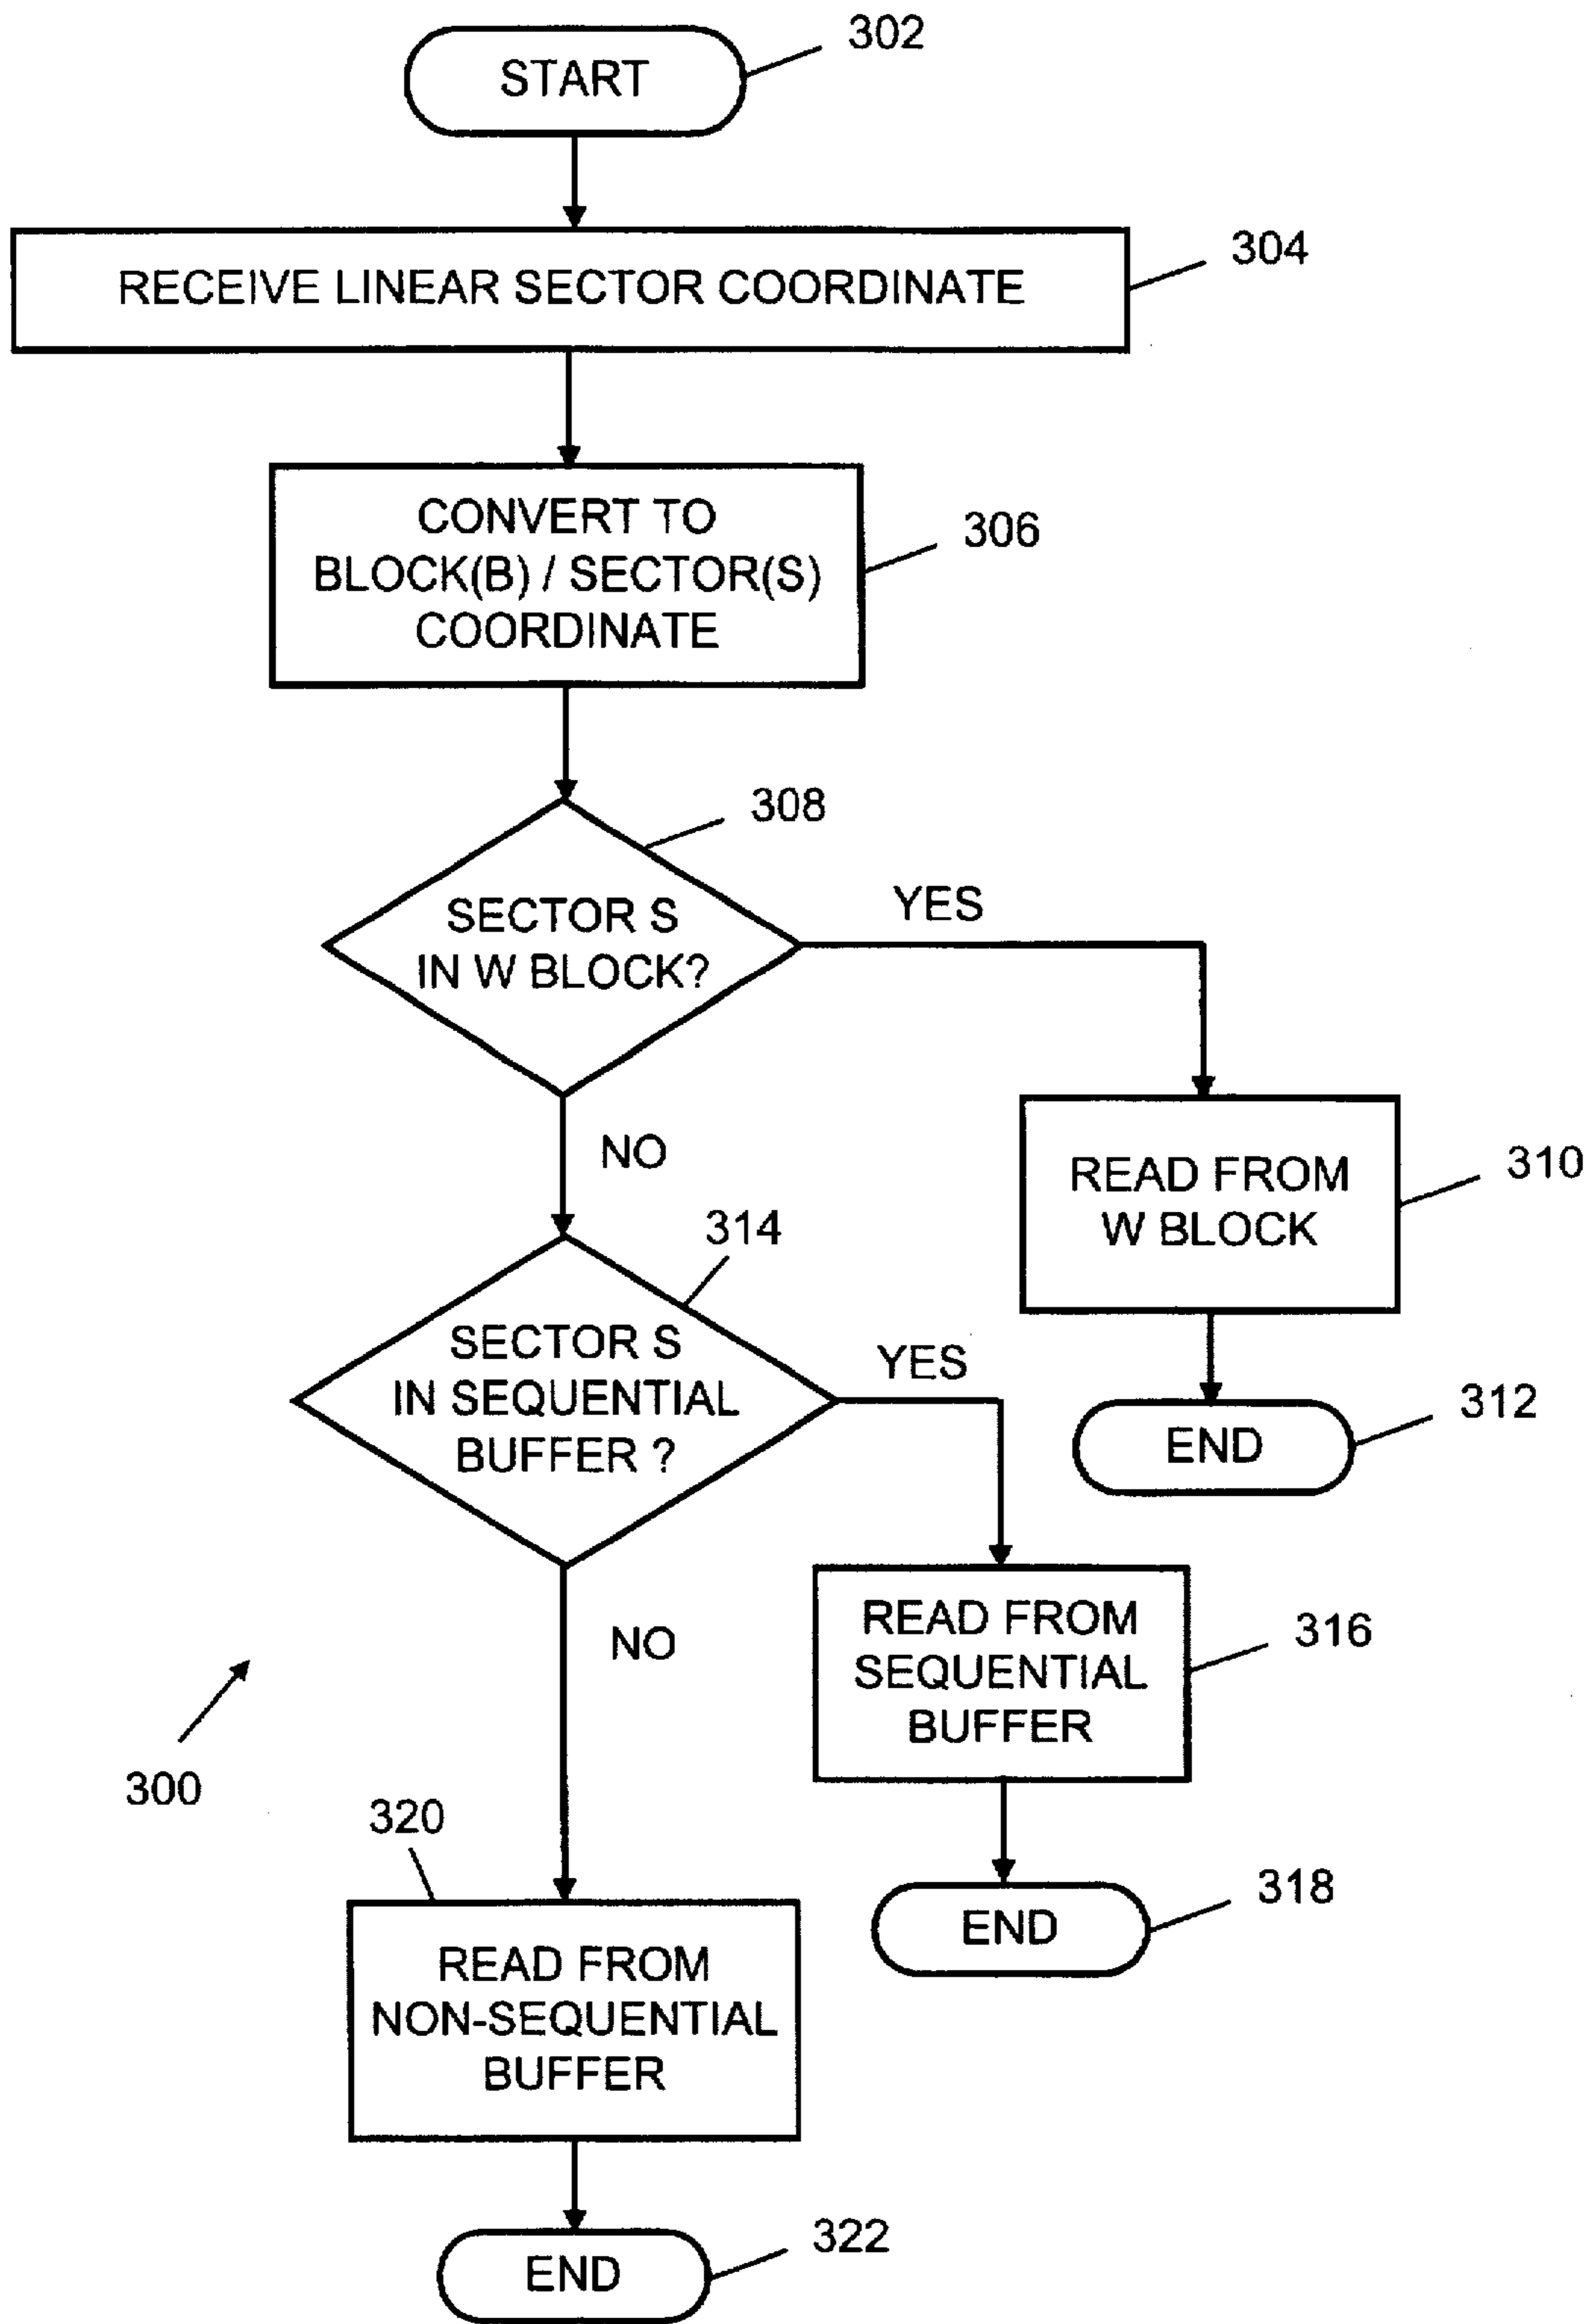 START
302
RECEIVE LINEAR SECTOR COORDINATE
304
CONVERT TO
BLOCK(B) / SECTOR(S)
COORDINATE
306
308
SECTOR S
IN W BLOCK?
YES
NO
READ FROM
W BLOCK
310
314
SECTOR S
IN SEQUENTIAL
BUFFER ?
YES
END
312
NO
READ FROM
SEQUENTIAL
BUFFER
316
300
320
END
318
READ FROM
NON-SEQUENTIAL
BUFFER
END
322